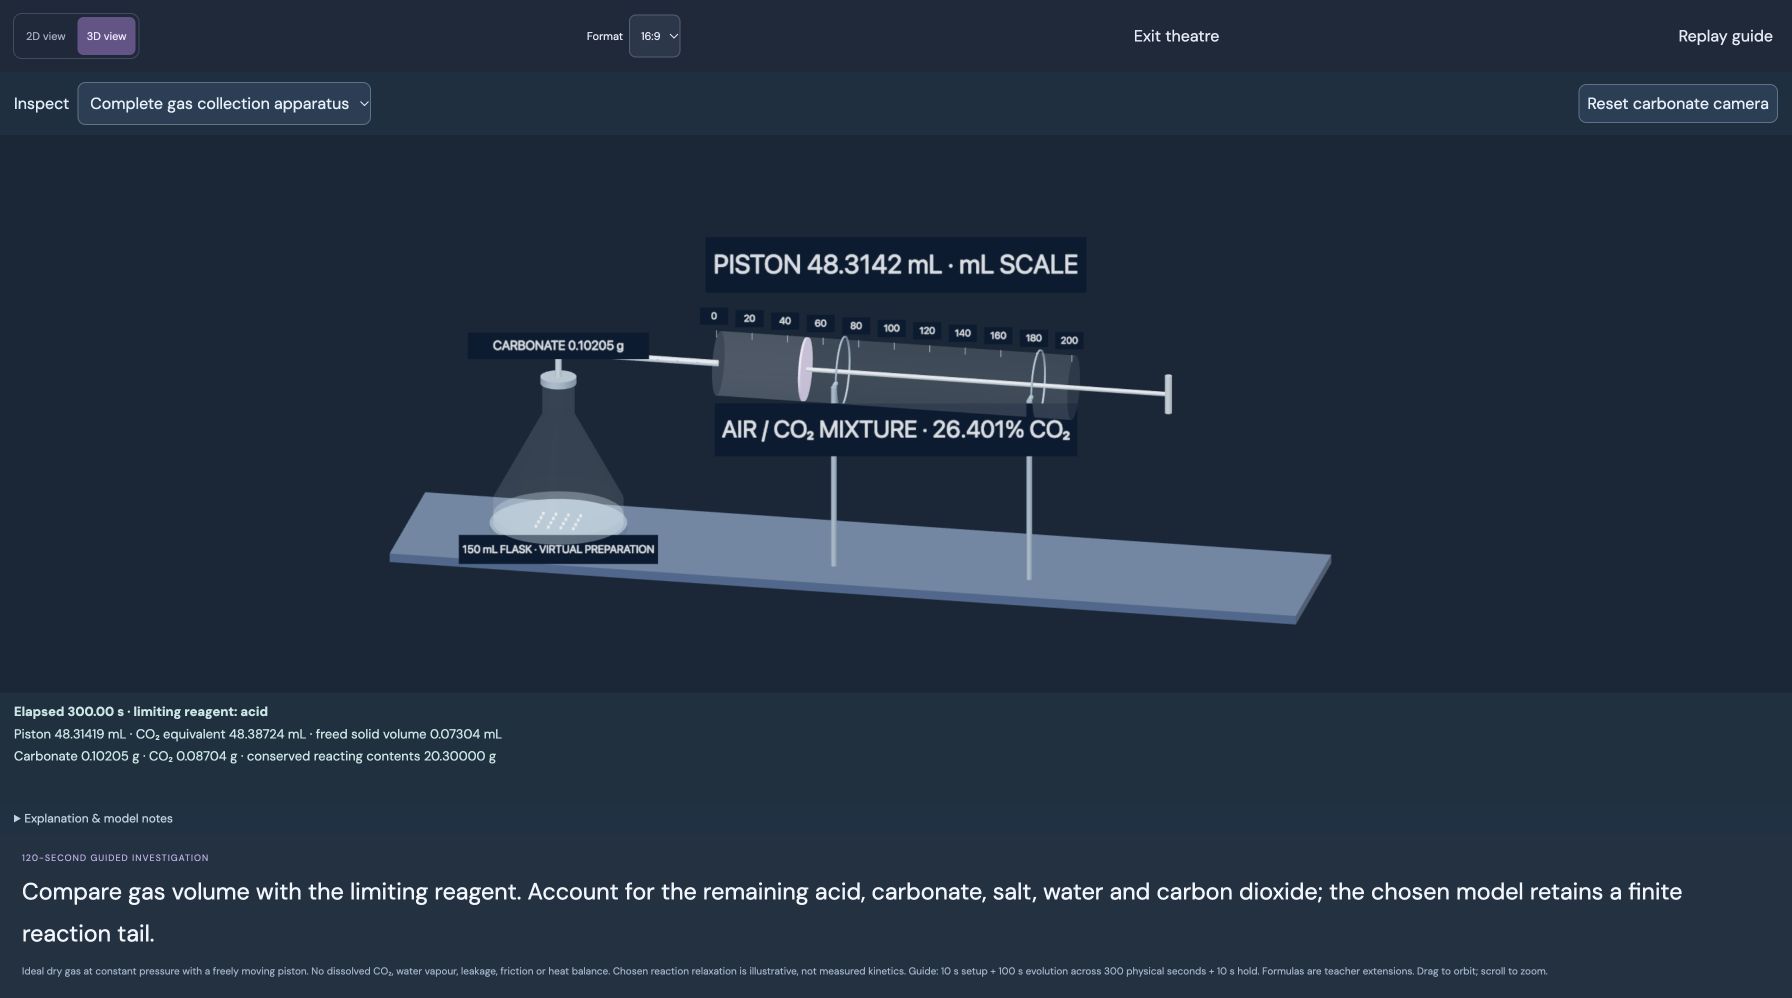 2D view
3D view
Format
16:9
Exit theatre
Replay guide
Inspect
Complete gas collection apparatus
Reset carbonate camera
PISTON 48.3142 mL · mL SCALE
0 20 40 60 80 100 120 140 160 180 200
CARBONATE 0.10205 g
AIR / CO₂ MIXTURE · 26.401% CO₂
150 mL FLASK · VIRTUAL PREPARATION
Elapsed 300.00 s · limiting reagent: acid
Piston 48.31419 mL · CO₂ equivalent 48.38724 mL · freed solid volume 0.07304 mL
Carbonate 0.10205 g · CO₂ 0.08704 g · conserved reacting contents 20.30000 g
Explanation & model notes
120-SECOND GUIDED INVESTIGATION
Compare gas volume with the limiting reagent. Account for the remaining acid, carbonate, salt, water and carbon dioxide; the chosen model retains a finite
reaction tail.
Ideal dry gas at constant pressure with a freely moving piston. No dissolved CO₂, water vapour, leakage, friction or heat balance. Chosen reaction relaxation is illustrative, not measured kinetics. Guide: 10 s setup + 100 s evolution across 300 physical seconds + 10 s hold. Formulas are teacher extensions. Drag to orbit; scroll to zoom.